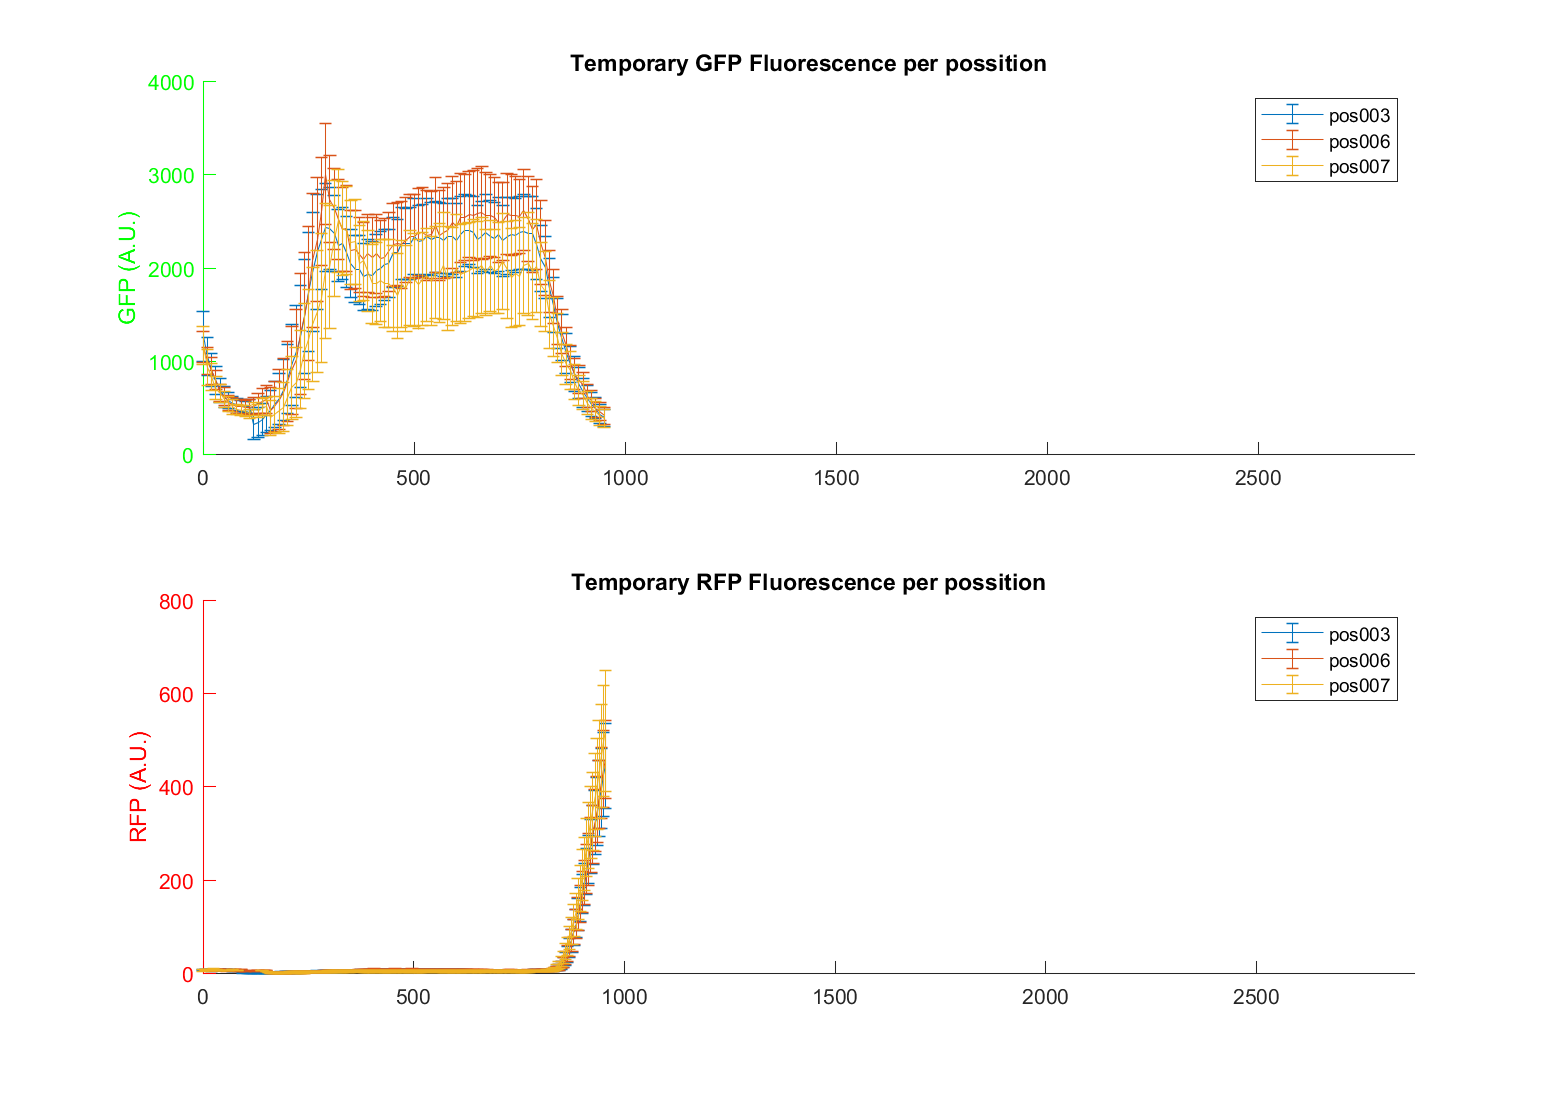 Temporary GFP Fluorescence per possition
4000
3000
2000
1000
0
GFP (A.U.)
pos003
pos006
pos007
0 500 1000 1500 2000 2500
Temporary RFP Fluorescence per possition
800
600
400
200
0
RFP (A.U.)
pos003
pos006
pos007
0 500 1000 1500 2000 2500